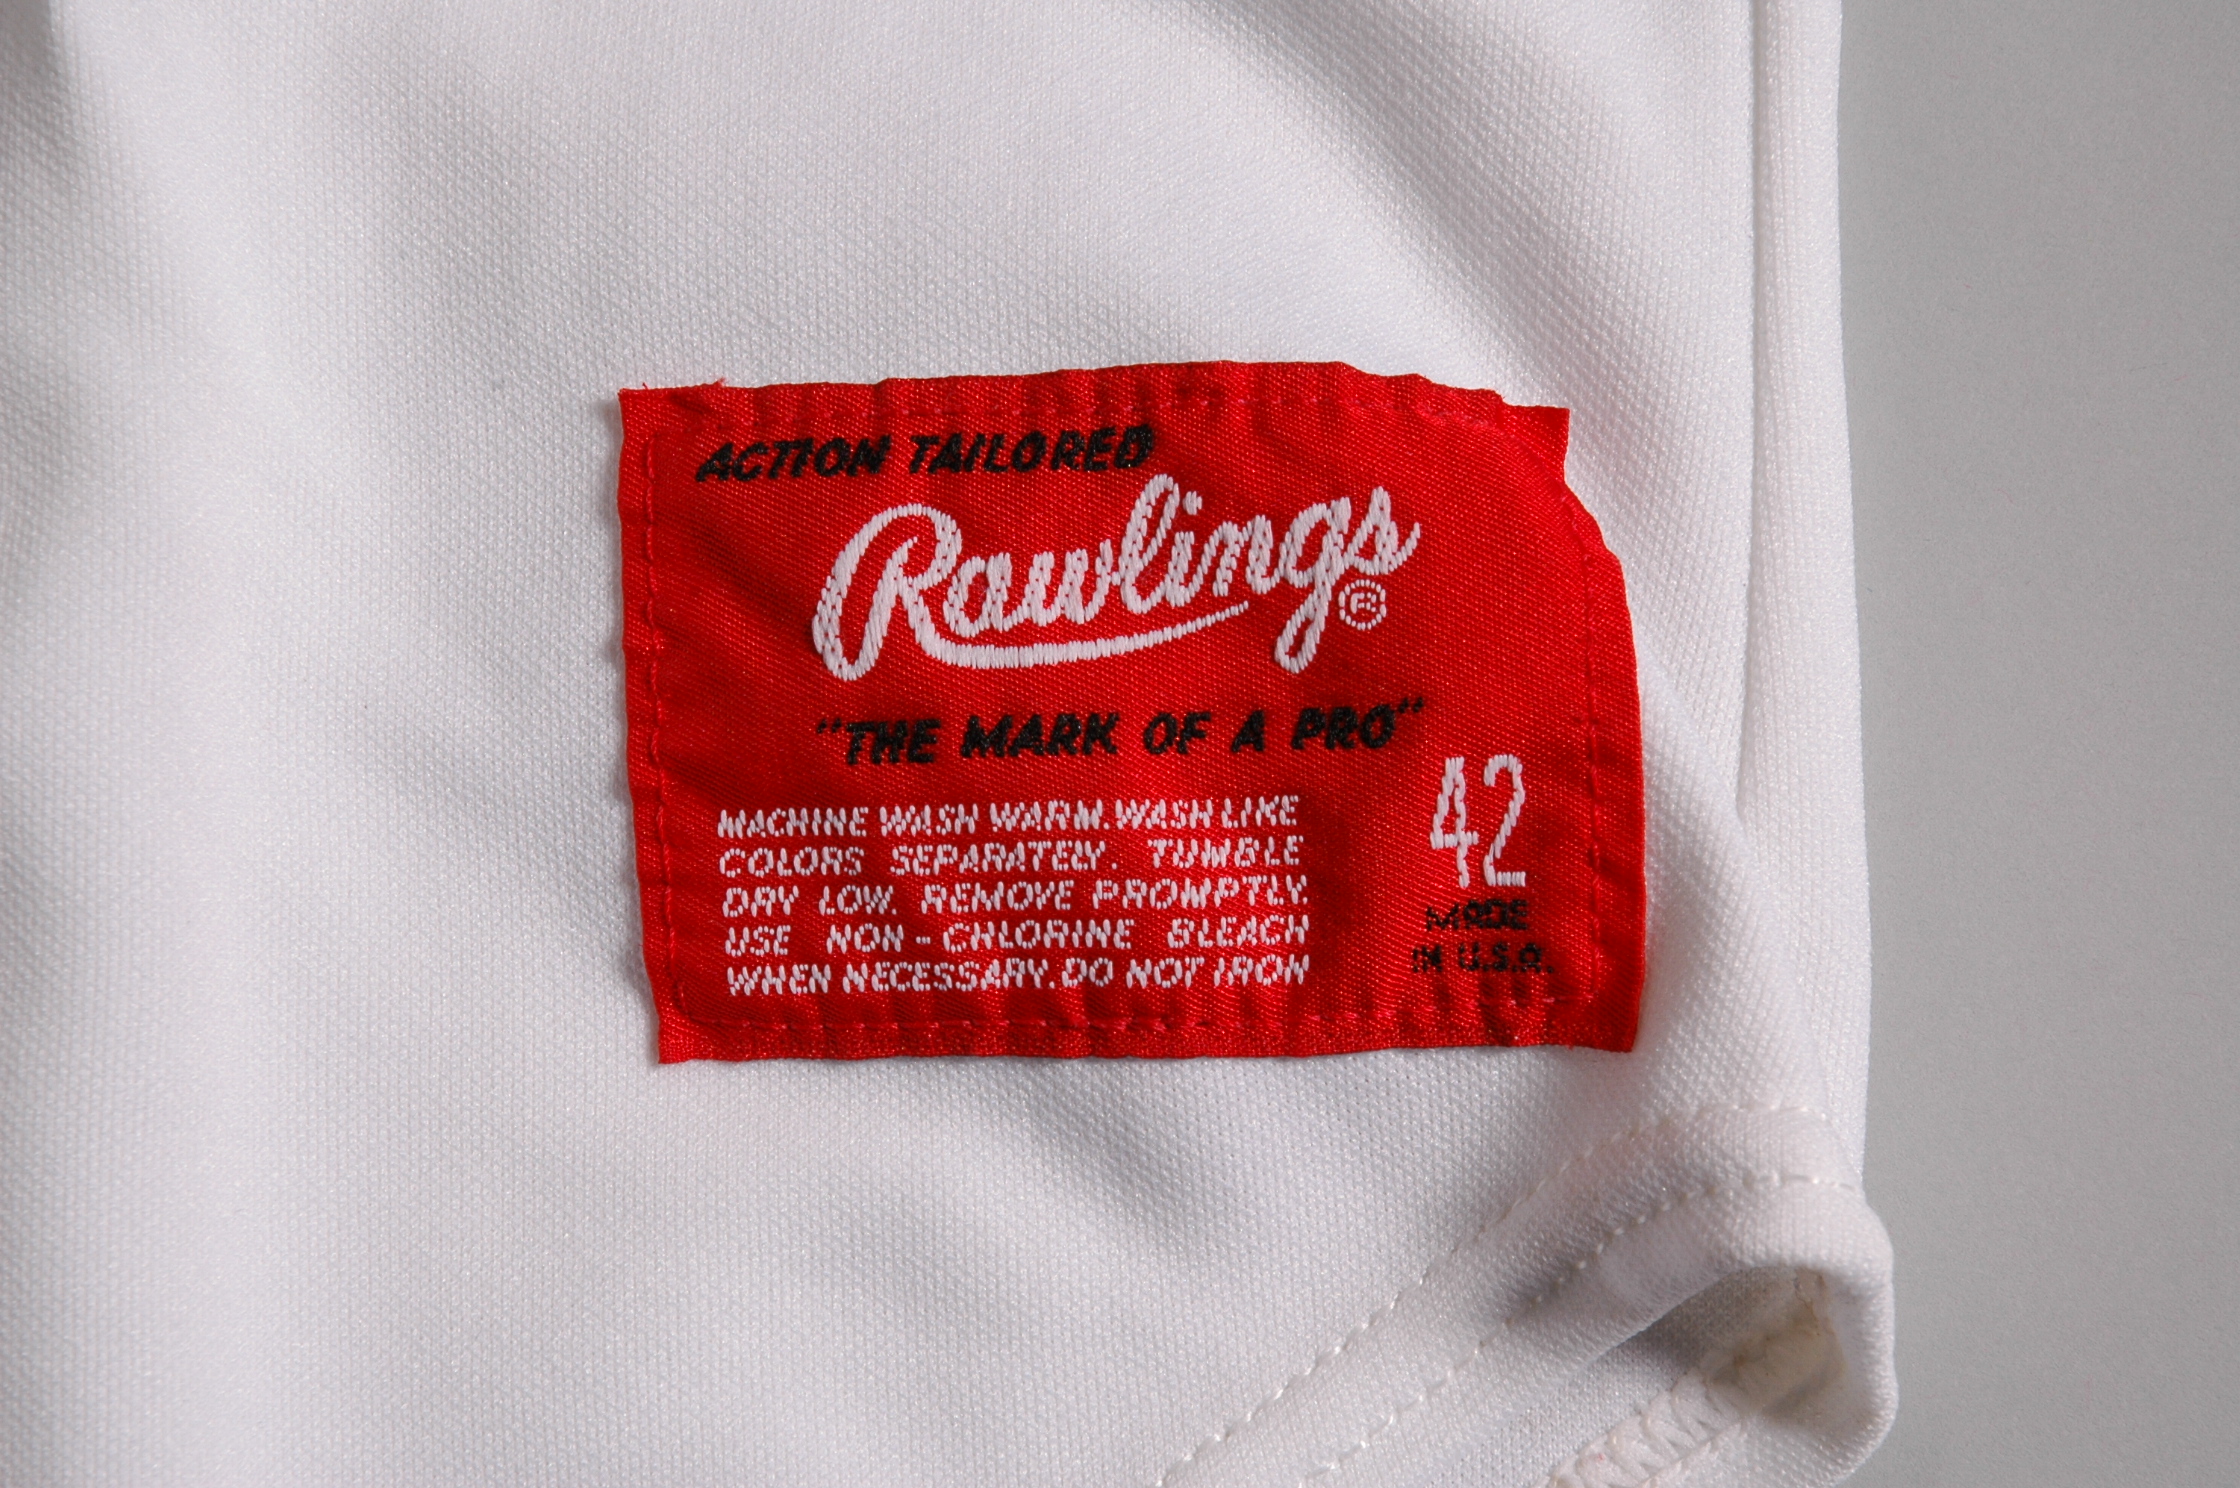 ACTION TAILORED
Rawlings®
"THE MARK OF A PRO"
MACHINE WASH WARM. WASH LIKE
COLORS SEPARATELY. TUMBLE
DRY LOW. REMOVE PROMPTLY.
USE NON-CHLORINE BLEACH
WHEN NECESSARY. DO NOT IRON
42
MADE
IN U.S.A.